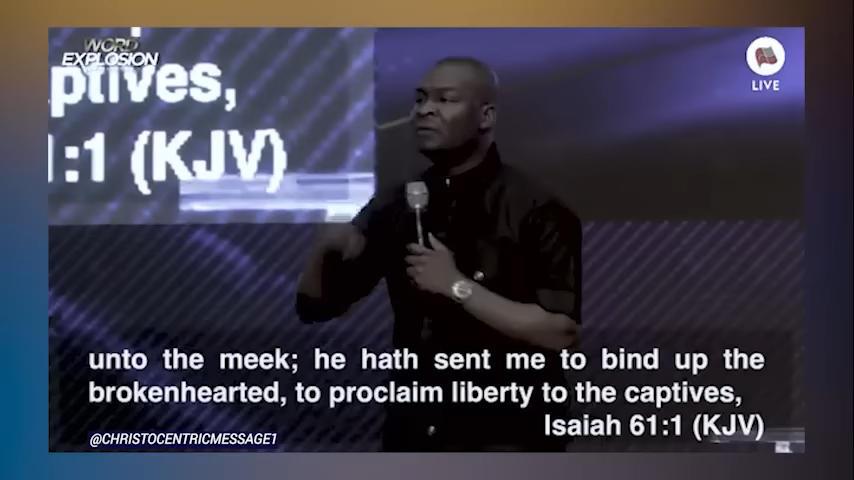 WORD
EXPLOSION
ptives,
1:1 (KJV)
LIVE
unto the meek; he hath sent me to bind up the
brokenhearted, to proclaim liberty to the captives,
Isaiah 61:1 (KJV)
@CHRISTOCENTRICMESSAGE1